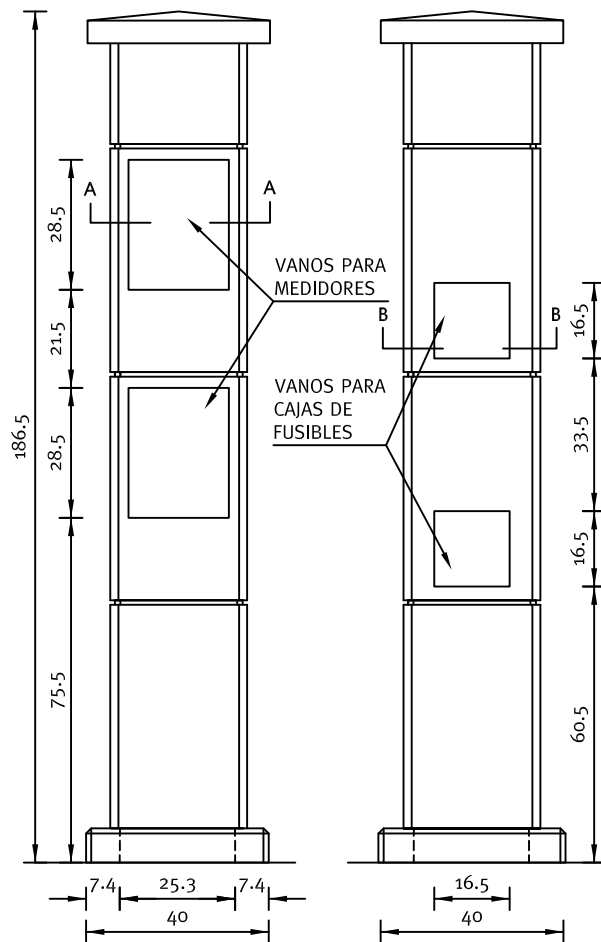 A
A
28.5
VANOS PARA
MEDIDORES
21.5
186.5
28.5
75.5
VANOS PARA
CAJAS DE
FUSIBLES
B
B
16.5
33.5
16.5
60.5
7.4
25.3
7.4
40
16.5
40